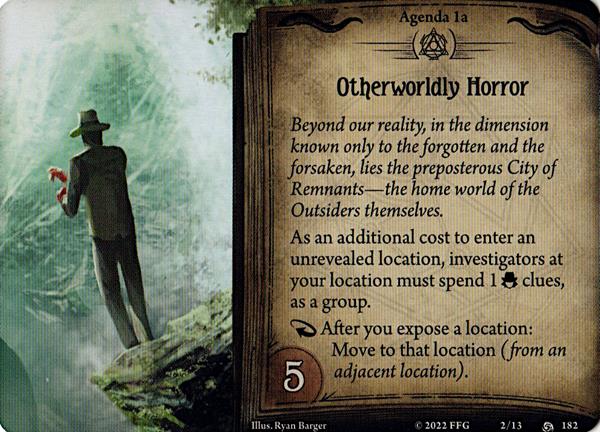 Agenda 1a
Otherworldly Horror
Beyond our reality, in the dimension
known only to the forgotten and the
forsaken, lies the preposterous City of
Remnants—the home world of the
Outsiders themselves.
As an additional cost to enter an
unrevealed location, investigators at
your location must spend 1 clues,
as a group.
After you expose a location:
Move to that location (from an
adjacent location).
5
Illus. Ryan Barger
© 2022 FFG
2/13
182